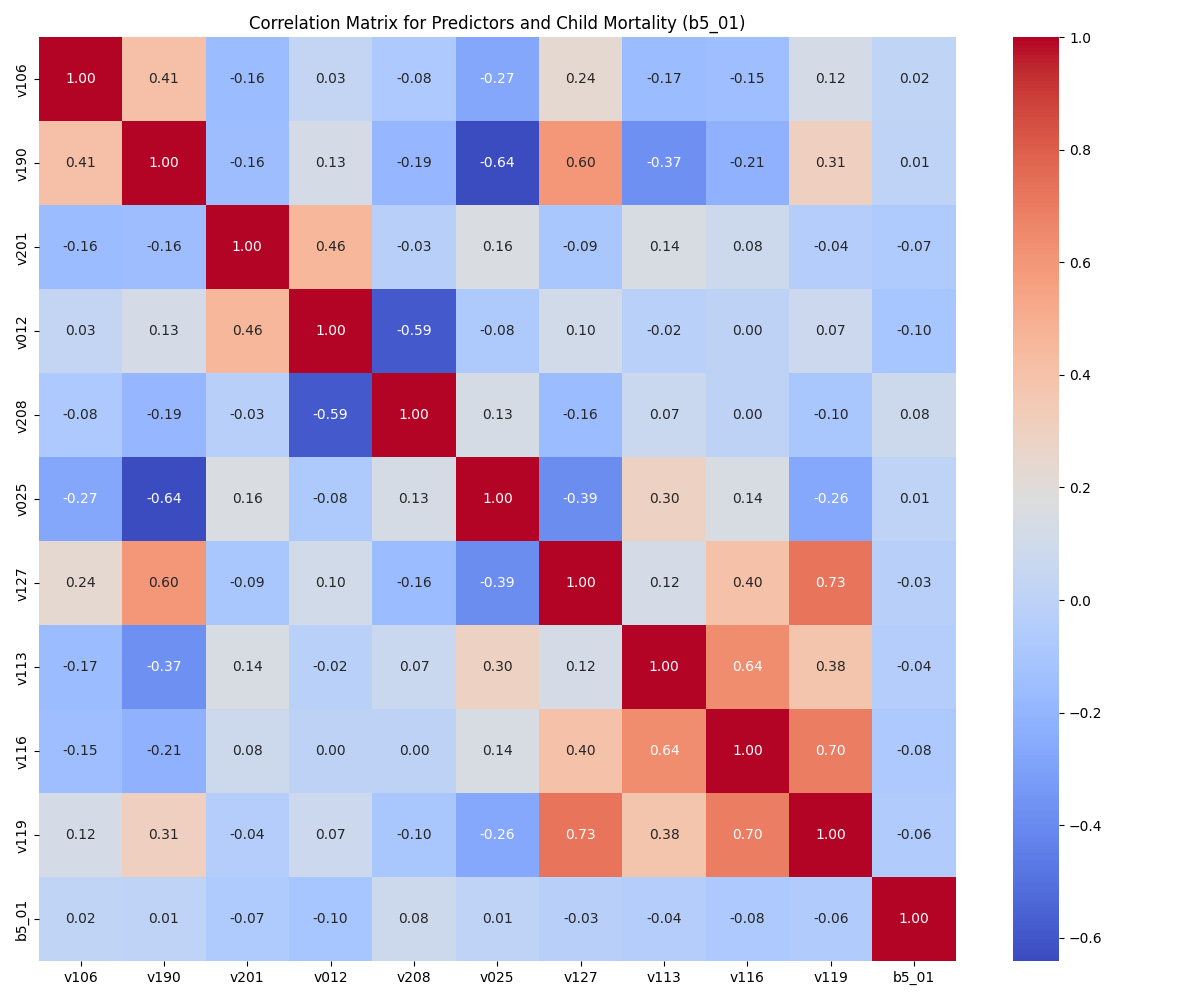 Correlation Matrix for Predictors and Child Mortality (b5_01)
v106 1.00 0.41 -0.16 0.03 -0.08 -0.27 0.24 -0.17 -0.15 0.12 0.02
v190 0.41 1.00 -0.16 0.13 -0.19 -0.64 0.60 -0.37 -0.21 0.31 0.01
v201 -0.16 -0.16 1.00 0.46 -0.03 0.16 -0.09 0.14 0.08 -0.04 -0.07
v012 0.03 0.13 0.46 1.00 -0.59 -0.08 0.10 -0.02 0.00 0.07 -0.10
v208 -0.08 -0.19 -0.03 -0.59 1.00 0.13 -0.16 0.07 0.00 -0.10 0.08
v025 -0.27 -0.64 0.16 -0.08 0.13 1.00 -0.39 0.30 0.14 -0.26 0.01
v127 0.24 0.60 -0.09 0.10 -0.16 -0.39 1.00 0.12 0.40 0.73 -0.03
v113 -0.17 -0.37 0.14 -0.02 0.07 0.30 0.12 1.00 0.64 0.38 -0.04
v116 -0.15 -0.21 0.08 0.00 0.00 0.14 0.40 0.64 1.00 0.70 -0.08
v119 0.12 0.31 -0.04 0.07 -0.10 -0.26 0.73 0.38 0.70 1.00 -0.06
b5_01 0.02 0.01 -0.07 -0.10 0.08 0.01 -0.03 -0.04 -0.08 -0.06 1.00
v106 v190 v201 v012 v208 v025 v127 v113 v116 v119 b5_01
1.0
0.8
0.6
0.4
0.2
0.0
−0.2
−0.4
−0.6